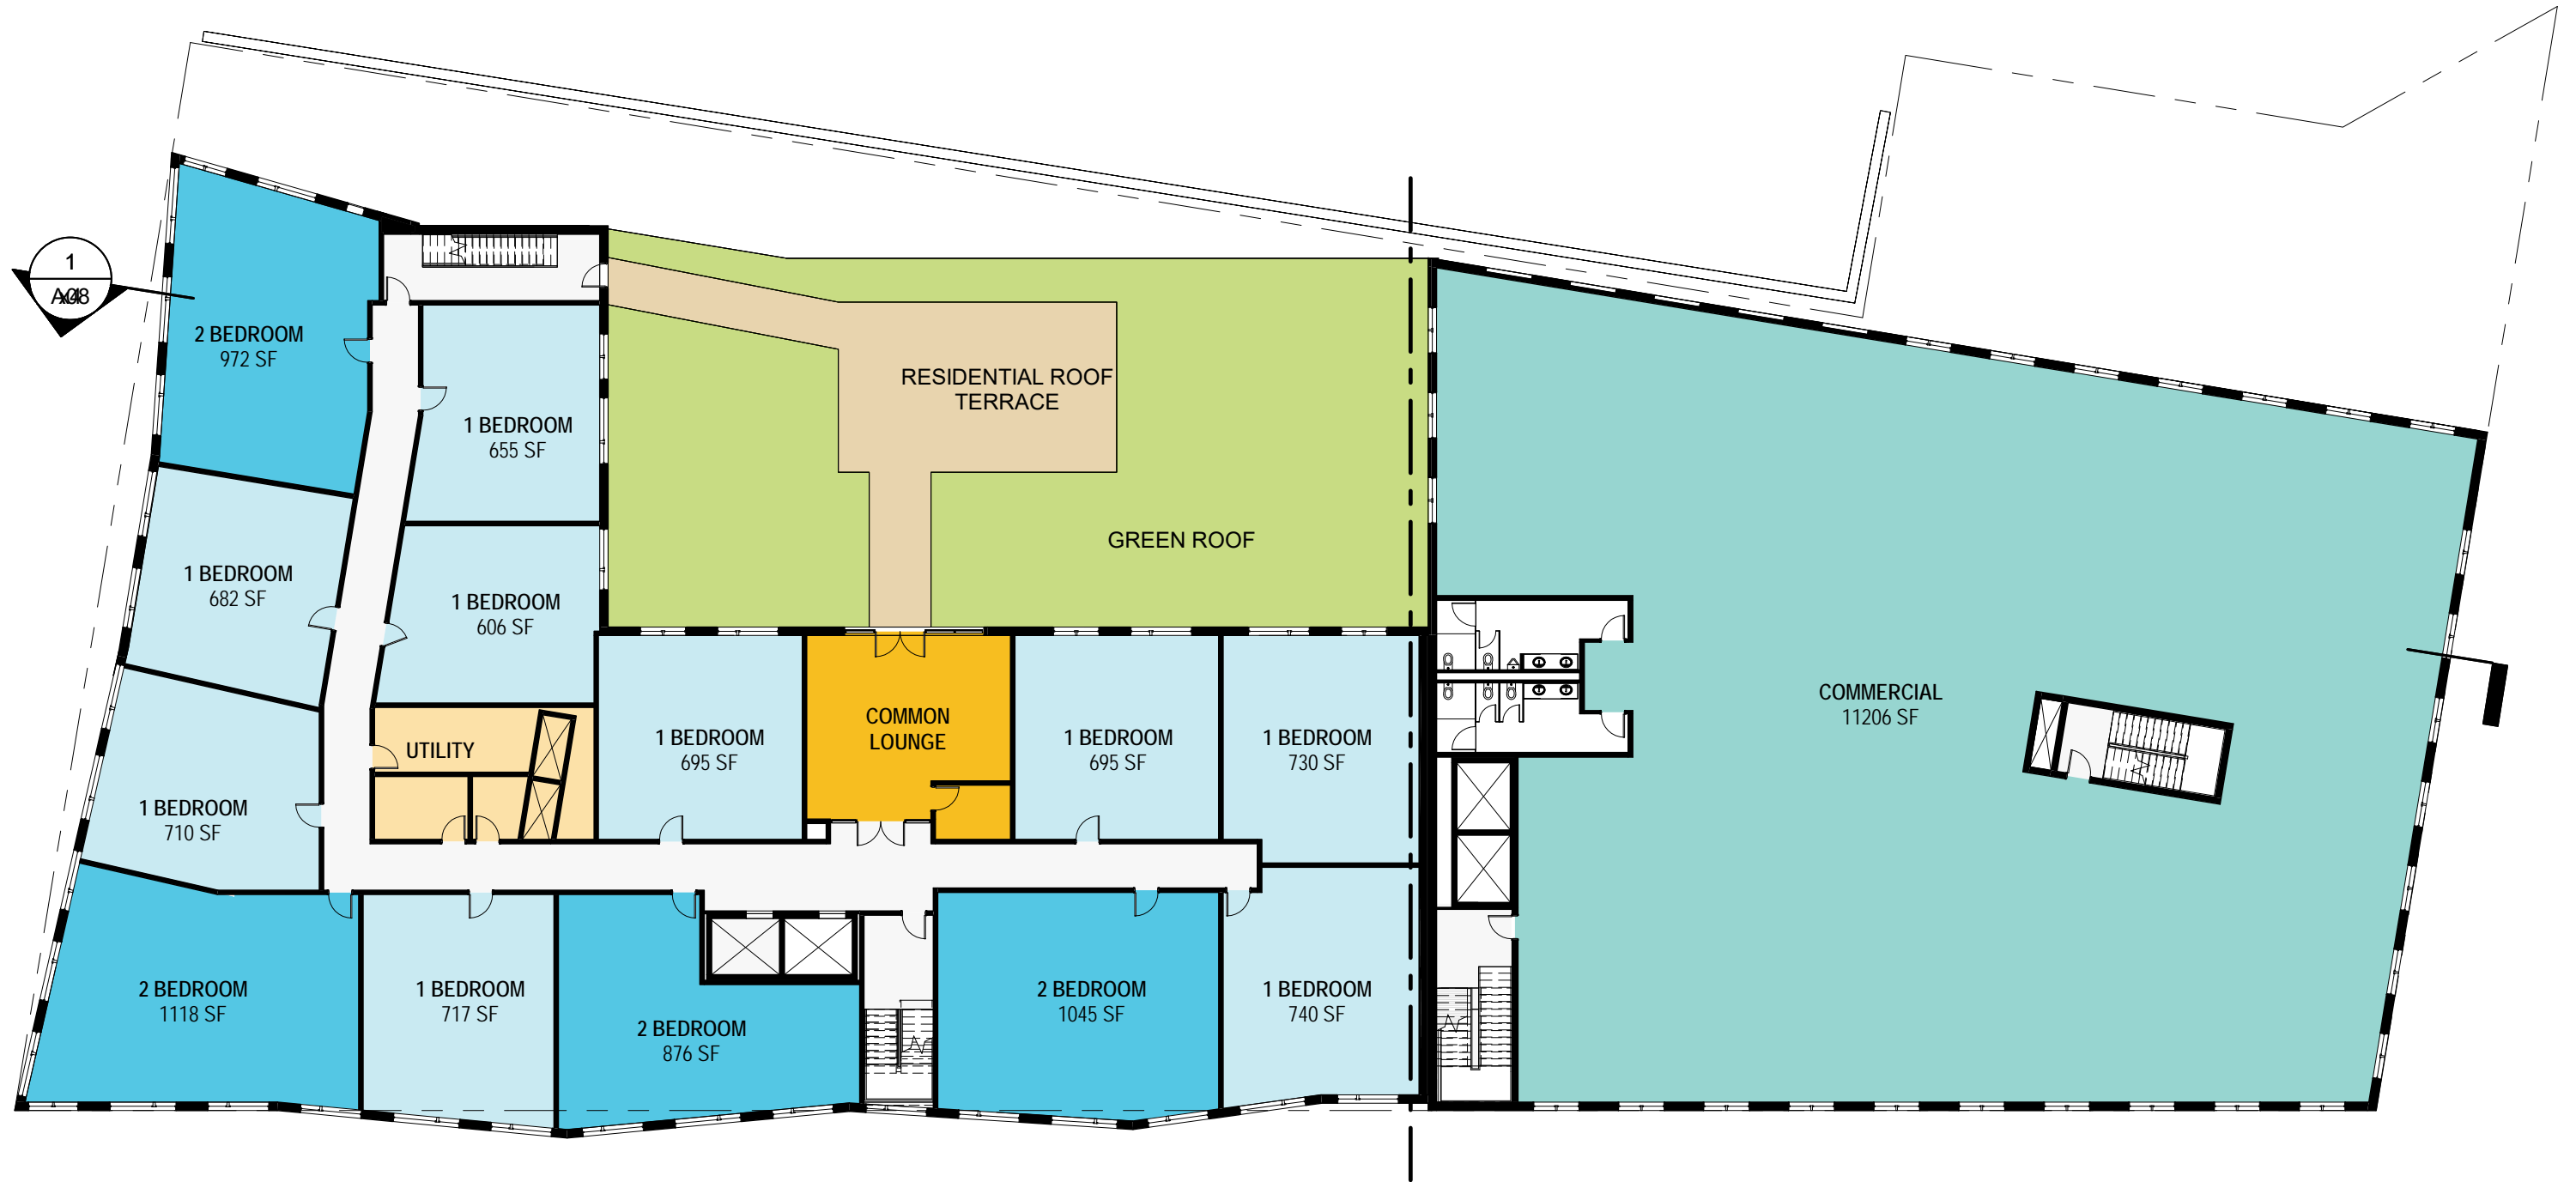 1
2 BEDROOM
972 SF
1 BEDROOM
655 SF
RESIDENTIAL ROOF
TERRACE
GREEN ROOF
1 BEDROOM
682 SF
1 BEDROOM
606 SF
UTILITY
1 BEDROOM
695 SF
COMMON
LOUNGE
1 BEDROOM
695 SF
1 BEDROOM
730 SF
COMMERCIAL
11206 SF
1 BEDROOM
710 SF
2 BEDROOM
1118 SF
1 BEDROOM
717 SF
2 BEDROOM
876 SF
2 BEDROOM
1045 SF
1 BEDROOM
740 SF